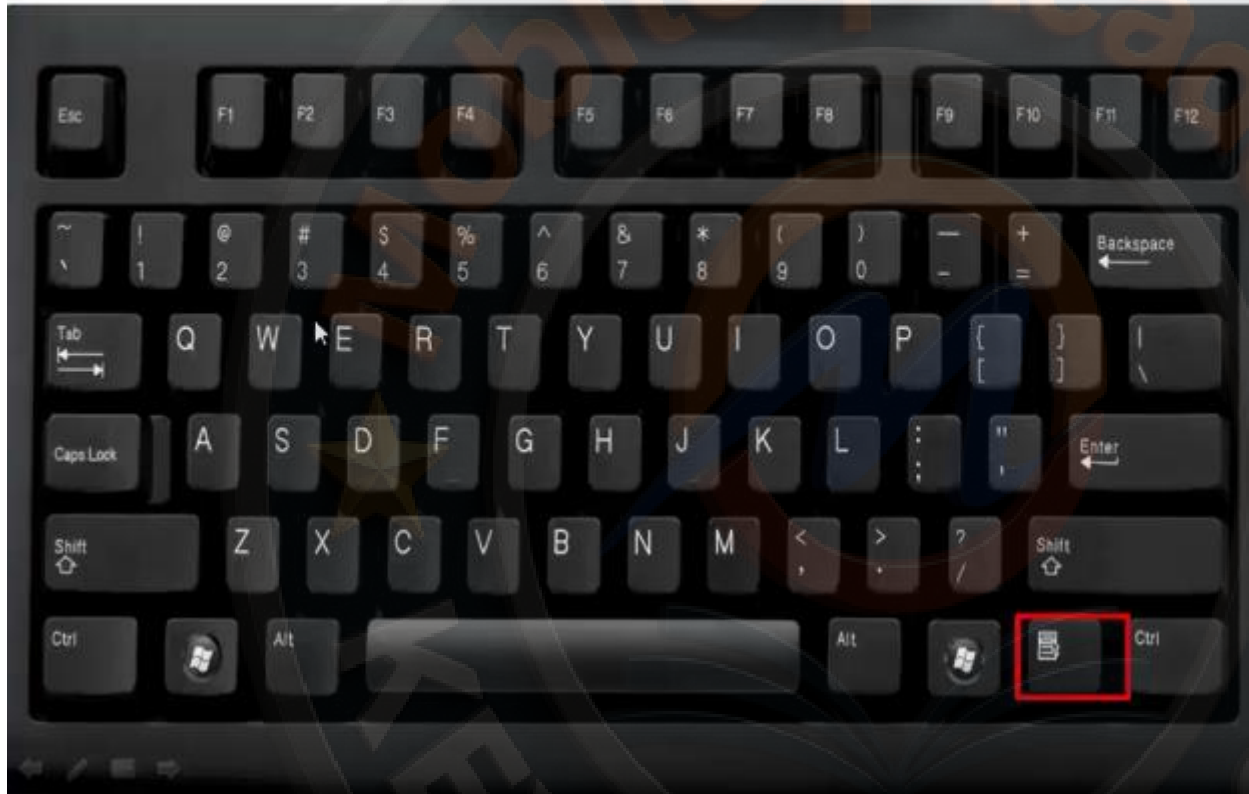 Esc F1 F2 F3 F4 F5 F6 F7 F8 F9 F10 F11 F12
~ ! @ # $ % ^ & * ( ) — + Backspace
` 1 2 3 4 5 6 7 8 9 0 - =
Tab Q W E R T Y U I O P { } |
[ ] \
Caps Lock A S D F G H J K L : " Enter
; '
Shift Z X C V B N M < > ? Shift
, . /
Ctrl Alt Alt Ctrl